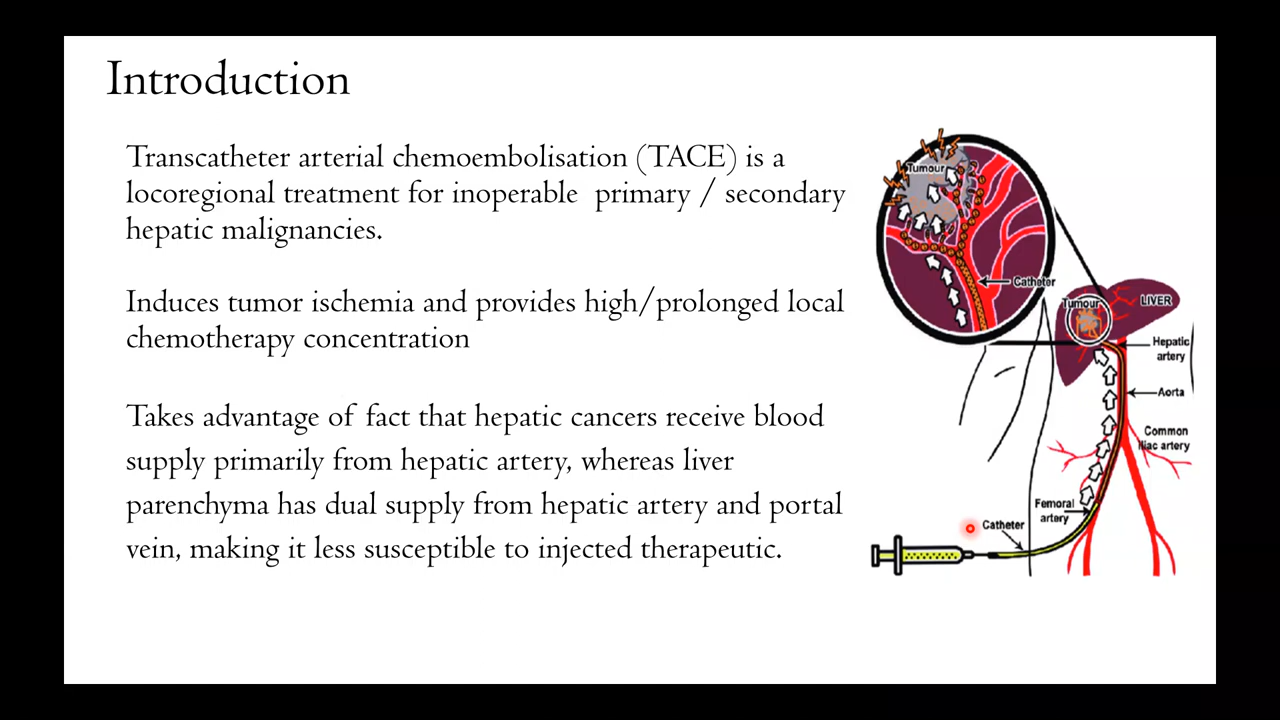 Introduction
Transcatheter arterial chemoembolisation (TACE) is a
locoregional treatment for inoperable primary / secondary
hepatic malignancies.
Induces tumor ischemia and provides high/prolonged local
chemotherapy concentration
Takes advantage of fact that hepatic cancers receive blood
supply primarily from hepatic artery, whereas liver
parenchyma has dual supply from hepatic artery and portal
vein, making it less susceptible to injected therapeutic.
Tumour
Catheter
Tumour
LIVER
Hepatic
artery
Aorta
Common
iliac artery
Femoral
artery
Catheter